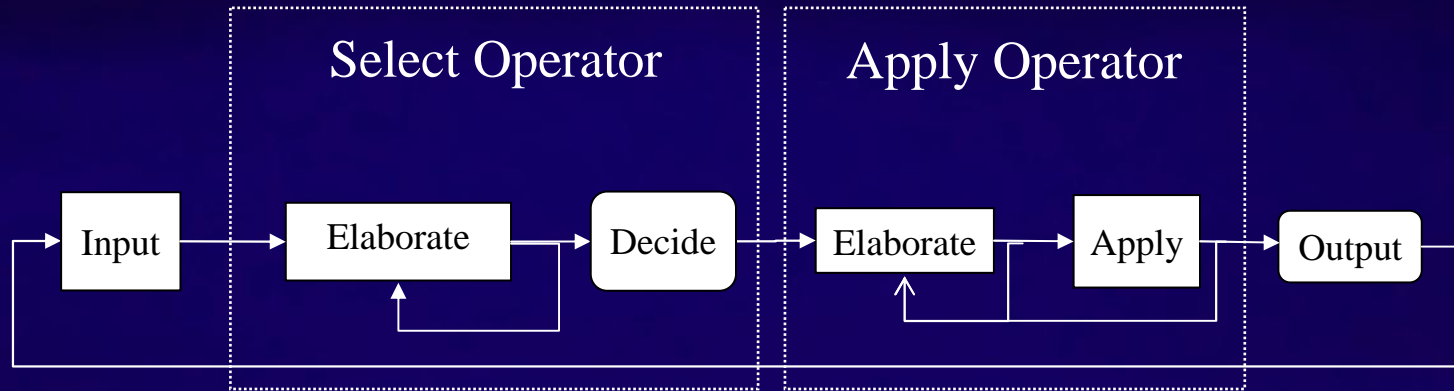 Select Operator
Apply Operator
Input
Elaborate
Decide
Elaborate
Apply
Output